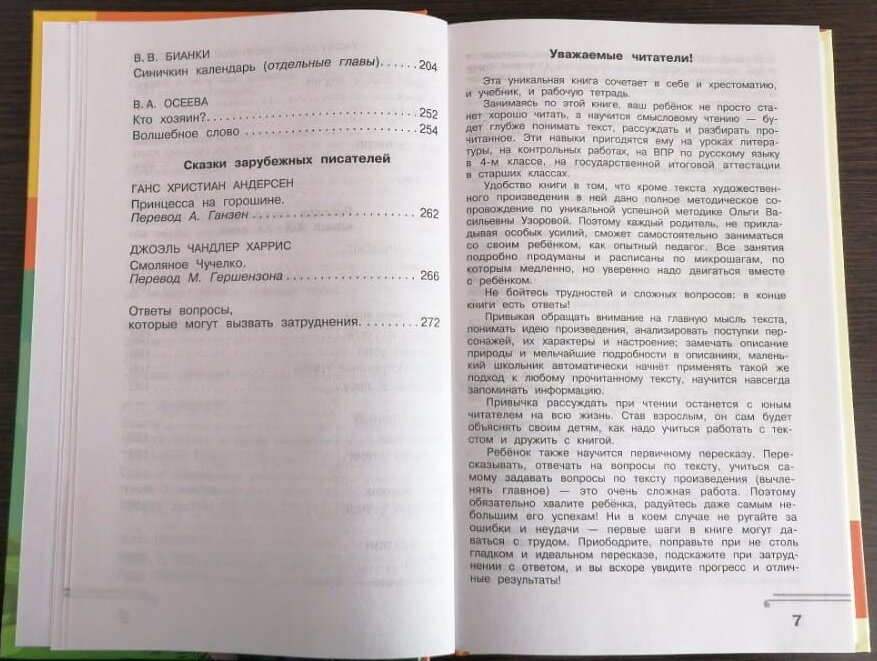 В. В. БИАНКИ
Синичкин календарь (отдельные главы)......204
В. А. ОСЕЕВА
Кто хозяин?................................252
Волшебное слово..........................254
Сказки зарубежных писателей
ГАНС ХРИСТИАН АНДЕРСЕН
Принцесса на горошине.
Перевод А. Ганзен.........................262
ДЖОЭЛЬ ЧАНДЛЕР ХАРРИС
Смоляное Чучелко.
Перевод М. Гершензона....................266
Ответы вопросы,
которые могут вызвать затруднения.........272
Уважаемые читатели!
Эта уникальная книга сочетает в себе и хрестоматию,
и учебник, и рабочую тетрадь.
Занимаясь по этой книге, ваш ребёнок не просто ста-
нет хорошо читать, а научится смысловому чтению — бу-
дет глубже понимать текст, рассуждать и разбирать про-
читанное. Эти навыки пригодятся ему на уроках литера-
туры, на контрольных работах, на ВПР по русскому языку
в 4-м классе, на государственной итоговой аттестации
в старших классах.
Удобство книги в том, что кроме текста художествен-
ного произведения в ней дано полное методическое со-
провождение по уникальной успешной методике Ольги Ва-
сильевны Узоровой. Поэтому каждый родитель, не прикла-
дывая особых усилий, сможет самостоятельно заниматься
со своим ребёнком, как опытный педагог. Все занятия
подробно продуманы и расписаны по микрошагам, по
которым медленно, но уверенно надо двигаться вместе
с ребёнком.
Не бойтесь трудностей и сложных вопросов: в конце
книги есть ответы!
Привыкая обращать внимание на главную мысль текста,
понимать идею произведения, анализировать поступки пер-
сонажей, их характеры и настроение; замечать описание
природы и мельчайшие подробности в описаниях, малень-
кий школьник автоматически начнёт применять такой же
подход к любому прочитанному тексту, научится навсегда
запоминать информацию.
Привычка рассуждать при чтении останется с юным
читателем на всю жизнь. Став взрослым, он сам будет
объяснять своим детям, как надо учиться работать с тек-
стом и дружить с книгой.
Ребёнок также научится первичному пересказу. Пере-
сказывать, отвечать на вопросы по тексту, учиться са-
мому задавать вопросы по тексту произведения (вычле-
нять главное) — это очень сложная работа. Поэтому
обязательно хвалите ребёнка, радуйтесь даже самым не-
большим его успехам! Ни в коем случае не ругайте за
ошибки и неудачи — первые шаги в книге могут да-
ваться с трудом. Приободрите, поправьте при не столь
гладком и идеальном пересказе, подскажите при затруд-
нении с ответом, и вы вскоре увидите прогресс и отлич-
ные результаты!
7